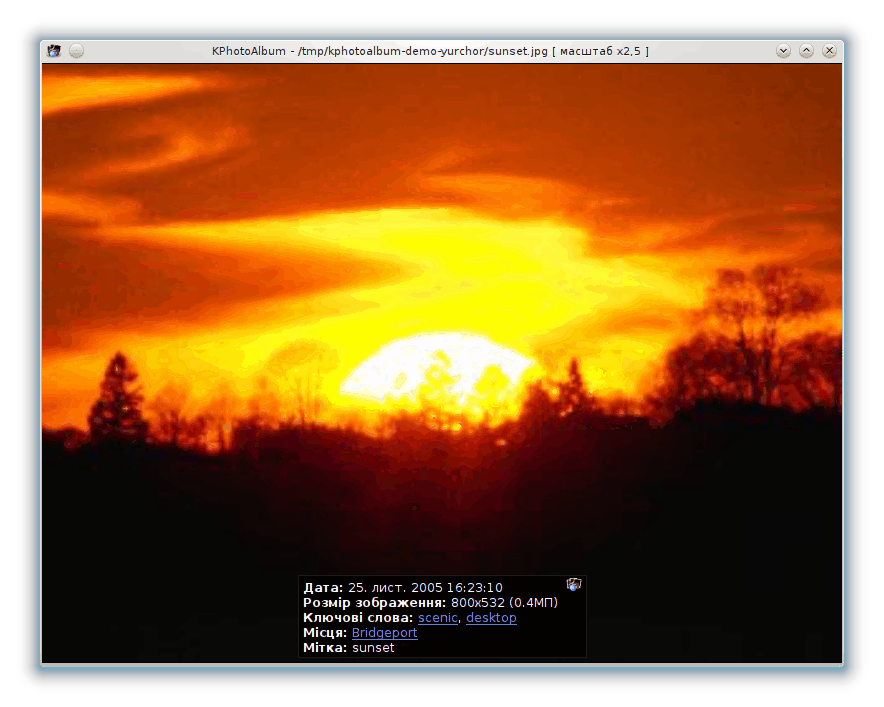 KPhotoAlbum - /tmp/kphotoalbum-demo-yurchor/sunset.jpg [ масштаб x2,5 ]
Дата: 25. лист. 2005 16:23:10
Розмір зображення: 800x532 (0.4МП)
Ключові слова: scenic, desktop
Місця: Bridgeport
Мітка: sunset